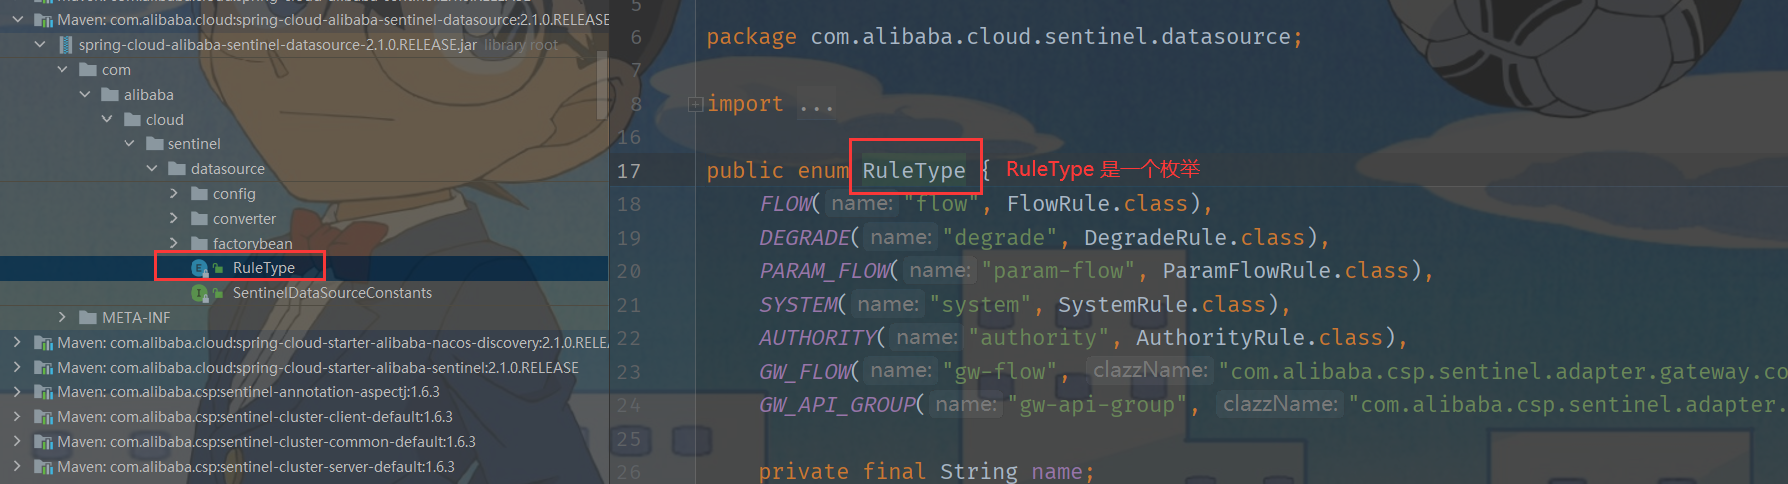 Maven: com.alibaba.cloud:spring-cloud-alibaba-sentinel-datasource:2.1.0.RELEASE
spring-cloud-alibaba-sentinel-datasource-2.1.0.RELEASE.jar library root
com
alibaba
cloud
sentinel
datasource
config
converter
factorybean
RuleType
SentinelDataSourceConstants
META-INF
Maven: com.alibaba.cloud:spring-cloud-starter-alibaba-nacos-discovery:2.1.0.RELEA
Maven: com.alibaba.cloud:spring-cloud-starter-alibaba-sentinel:2.1.0.RELEASE
Maven: com.alibaba.csp:sentinel-annotation-aspectj:1.6.3
Maven: com.alibaba.csp:sentinel-cluster-client-default:1.6.3
Maven: com.alibaba.csp:sentinel-cluster-common-default:1.6.3
Maven: com.alibaba.csp:sentinel-cluster-server-default:1.6.3
5
6 package com.alibaba.cloud.sentinel.datasource;
7
8 import ...
16
17 public enum RuleType { RuleType 是一个枚举
18 FLOW( name: "flow", FlowRule.class),
19 DEGRADE( name: "degrade", DegradeRule.class),
20 PARAM_FLOW( name: "param-flow", ParamFlowRule.class),
21 SYSTEM( name: "system", SystemRule.class),
22 AUTHORITY( name: "authority", AuthorityRule.class),
23 GW_FLOW( name: "gw-flow", clazzName: "com.alibaba.csp.sentinel.adapter.gateway.co
24 GW_API_GROUP( name: "gw-api-group", clazzName: "com.alibaba.csp.sentinel.adapter.
25
26 private final String name;